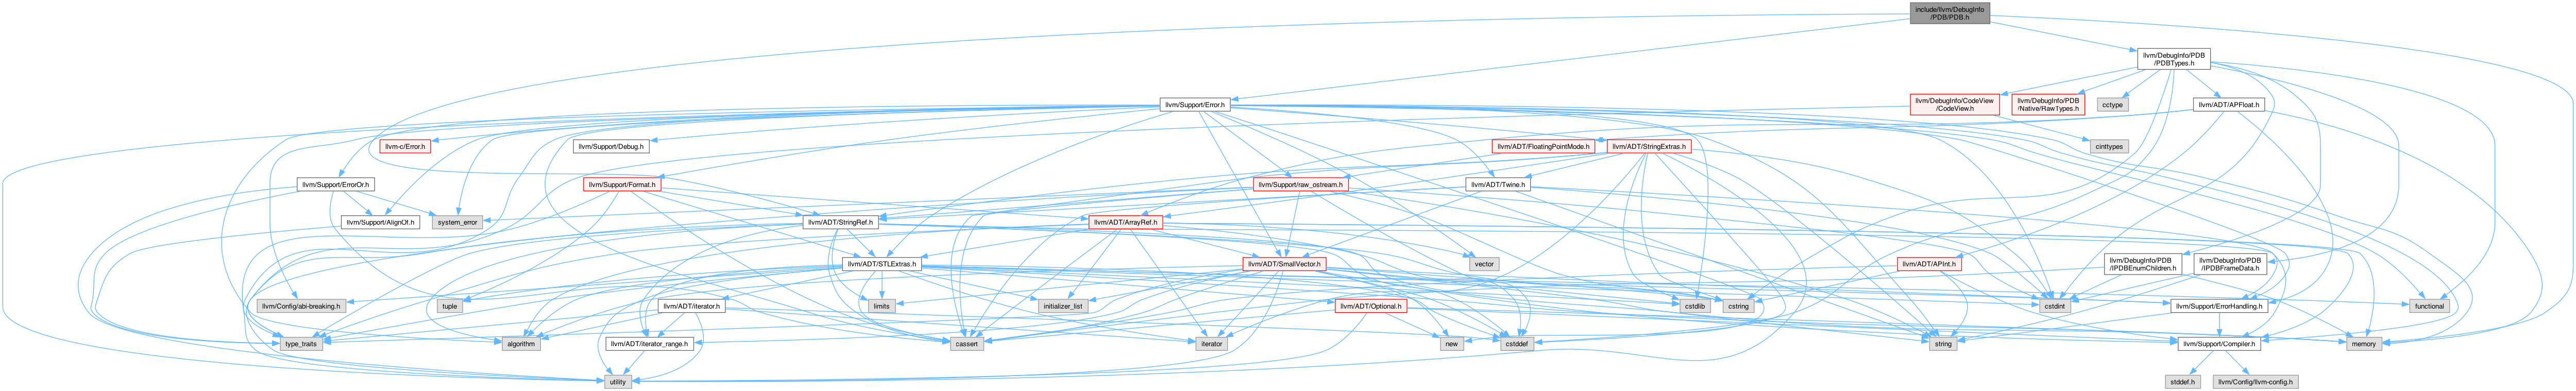 include/llvm/DebugInfo
/PDB/PDB.h
llvm/DebugInfo/PDB
/PDBTypes.h
llvm/Support/Error.h
llvm/DebugInfo/CodeView
/CodeView.h
llvm/DebugInfo/PDB
/Native/RawTypes.h
cctype
llvm/ADT/APFloat.h
llvm-c/Error.h
llvm/Support/Debug.h
llvm/ADT/FloatingPointMode.h
llvm/ADT/StringExtras.h
cinttypes
llvm/Support/ErrorOr.h
llvm/Support/Format.h
llvm/Support/raw_ostream.h
llvm/ADT/Twine.h
llvm/Support/AlignOf.h
system_error
llvm/ADT/StringRef.h
llvm/ADT/ArrayRef.h
llvm/ADT/STLExtras.h
vector
llvm/ADT/SmallVector.h
llvm/ADT/APInt.h
llvm/DebugInfo/PDB
/IPDBEnumChildren.h
llvm/DebugInfo/PDB
/IPDBFrameData.h
llvm/Config/abi-breaking.h
tuple
llvm/ADT/iterator.h
limits
initializer_list
llvm/ADT/Optional.h
cstdlib
cstring
cstdint
llvm/Support/ErrorHandling.h
functional
type_traits
algorithm
llvm/ADT/iterator_range.h
cassert
iterator
new
cstddef
string
llvm/Support/Compiler.h
memory
utility
stddef.h
llvm/Config/llvm-config.h